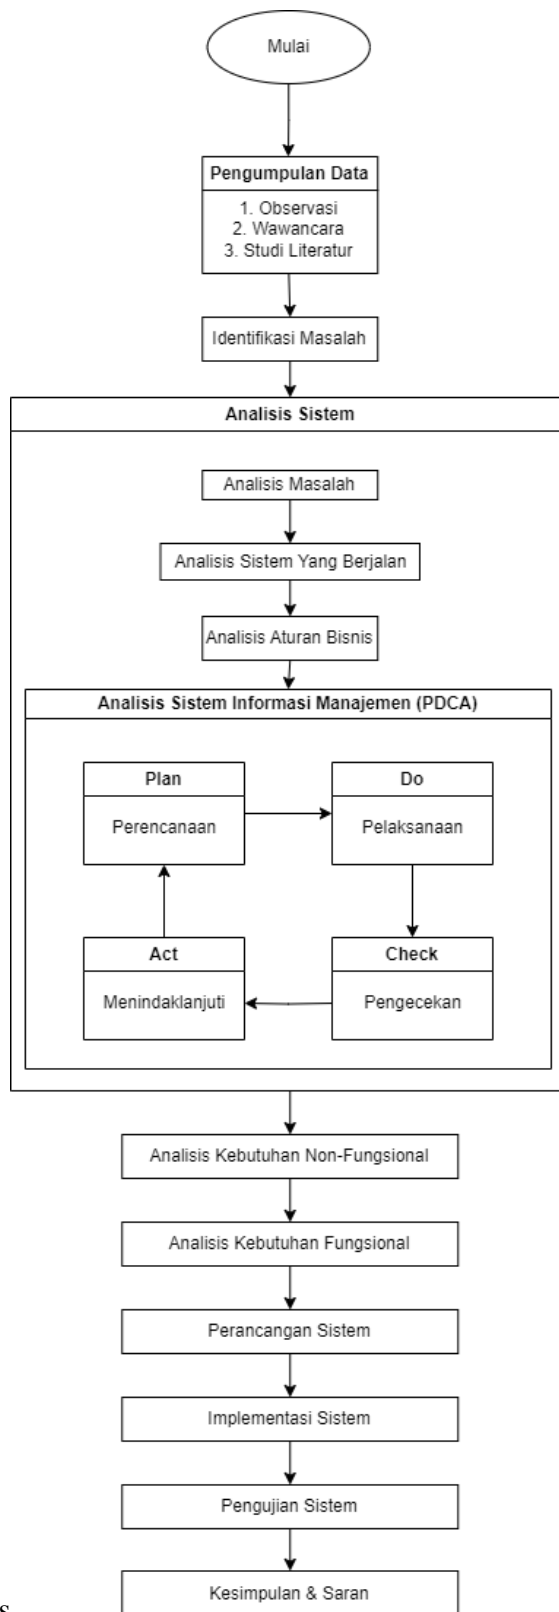 Mulai
Pengumpulan Data
1. Observasi
2. Wawancara
3. Studi Literatur
Identifikasi Masalah
Analisis Sistem
Analisis Masalah
Analisis Sistem Yang Berjalan
Analisis Aturan Bisnis
Analisis Sistem Informasi Manajemen (PDCA)
Plan
Perencanaan
Do
Pelaksanaan
Act
Menindaklanjuti
Check
Pengecekan
Analisis Kebutuhan Non-Fungsional
Analisis Kebutuhan Fungsional
Perancangan Sistem
Implementasi Sistem
Pengujian Sistem
Kesimpulan & Saran